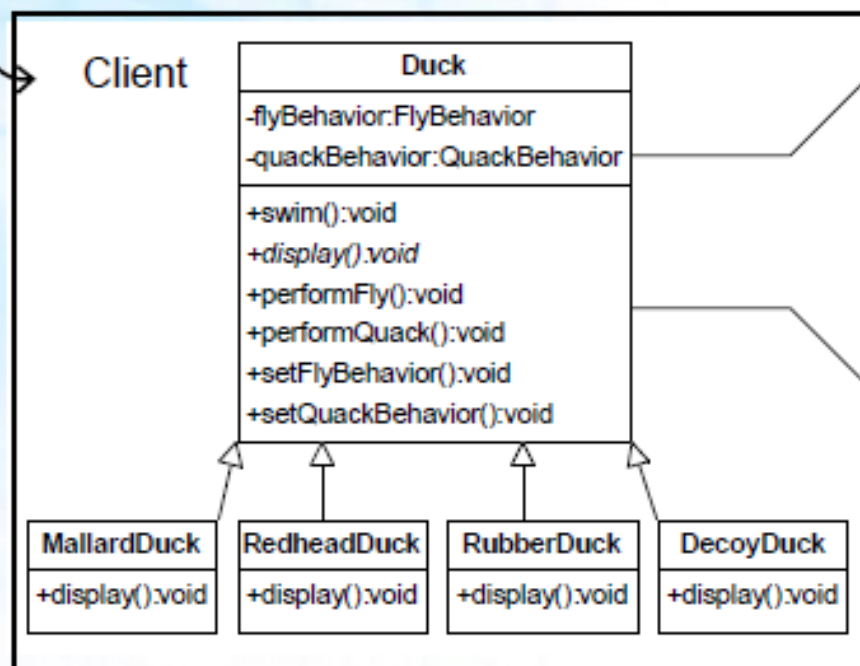 Client
Duck
-flyBehavior:FlyBehavior
-quackBehavior:QuackBehavior
+swim():void
+display():void
+performFly():void
+performQuack():void
+setFlyBehavior():void
+setQuackBehavior():void
MallardDuck
+display():void
RedheadDuck
+display():void
RubberDuck
+display():void
DecoyDuck
+display():void